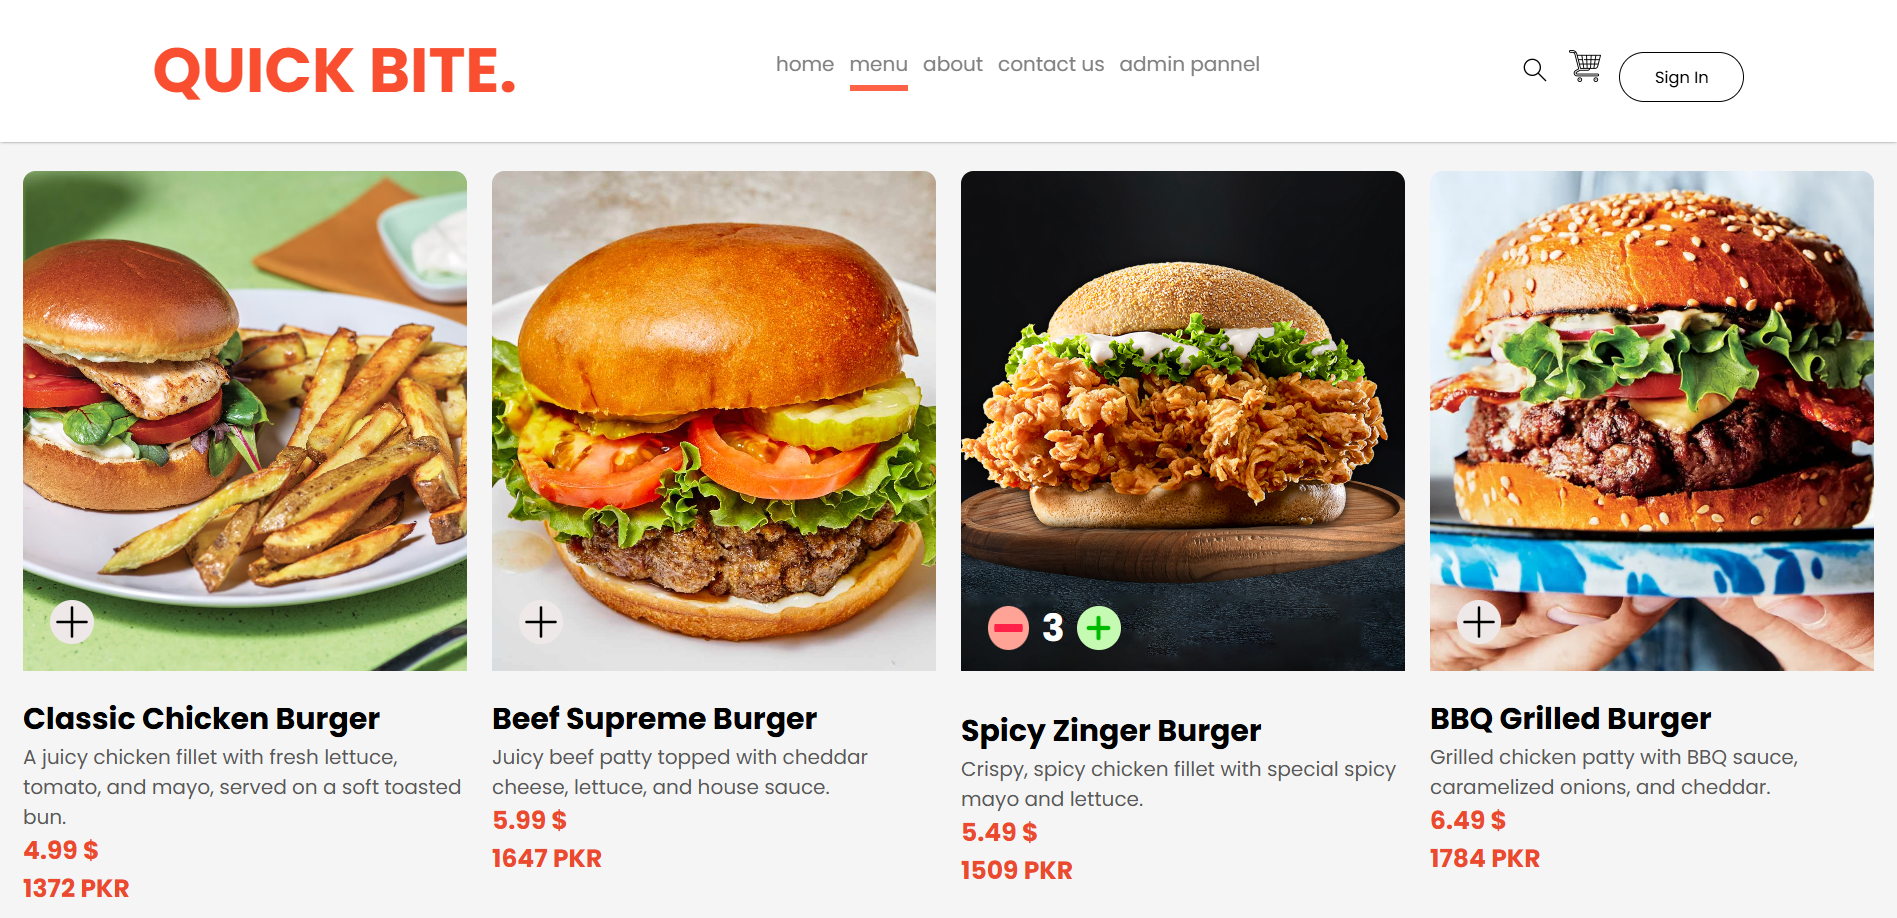 QUICK BITE.
home menu about contact us admin pannel
Sign In
3
Classic Chicken Burger
A juicy chicken fillet with fresh lettuce,
tomato, and mayo, served on a soft toasted
bun.
4.99 $
1372 PKR
Beef Supreme Burger
Juicy beef patty topped with cheddar
cheese, lettuce, and house sauce.
5.99 $
1647 PKR
Spicy Zinger Burger
Crispy, spicy chicken fillet with special spicy
mayo and lettuce.
5.49 $
1509 PKR
BBQ Grilled Burger
Grilled chicken patty with BBQ sauce,
caramelized onions, and cheddar.
6.49 $
1784 PKR